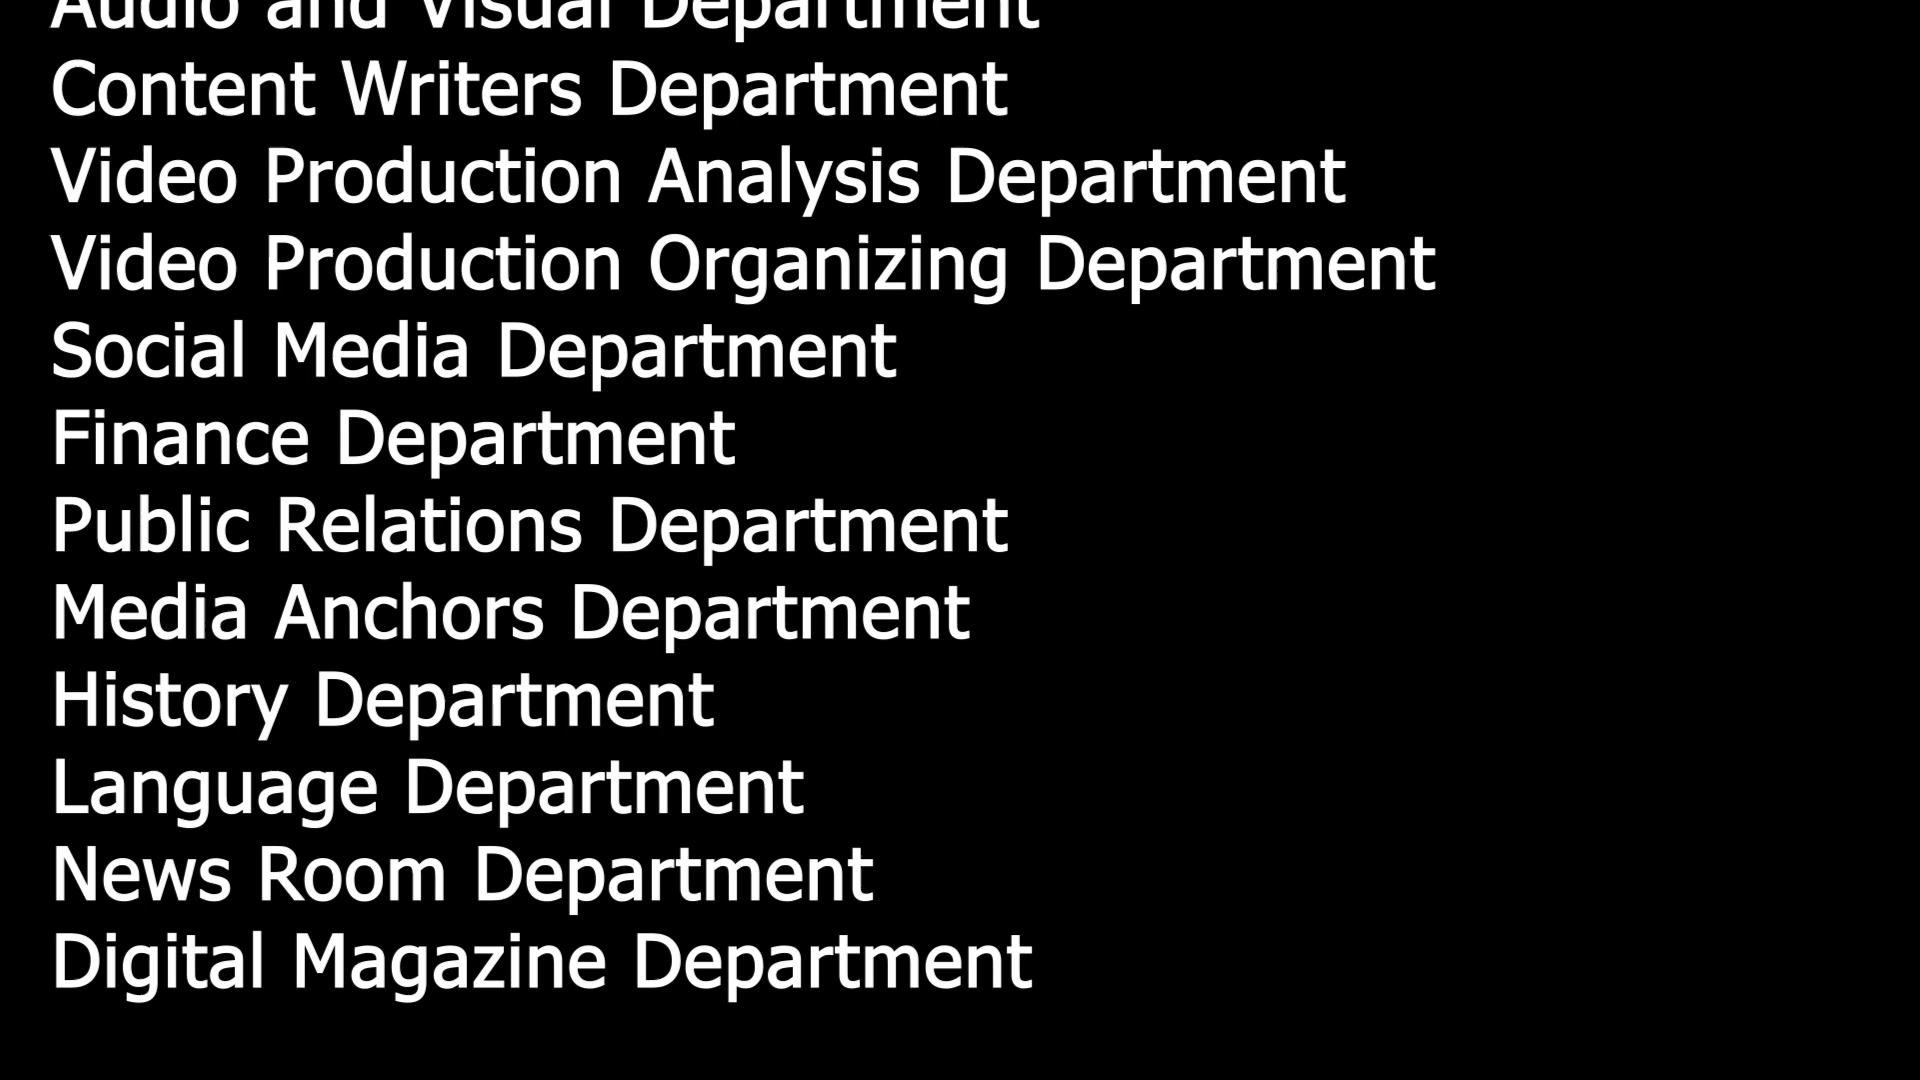 Audio and Visual Department
Content Writers Department
Video Production Analysis Department
Video Production Organizing Department
Social Media Department
Finance Department
Public Relations Department
Media Anchors Department
History Department
Language Department
News Room Department
Digital Magazine Department